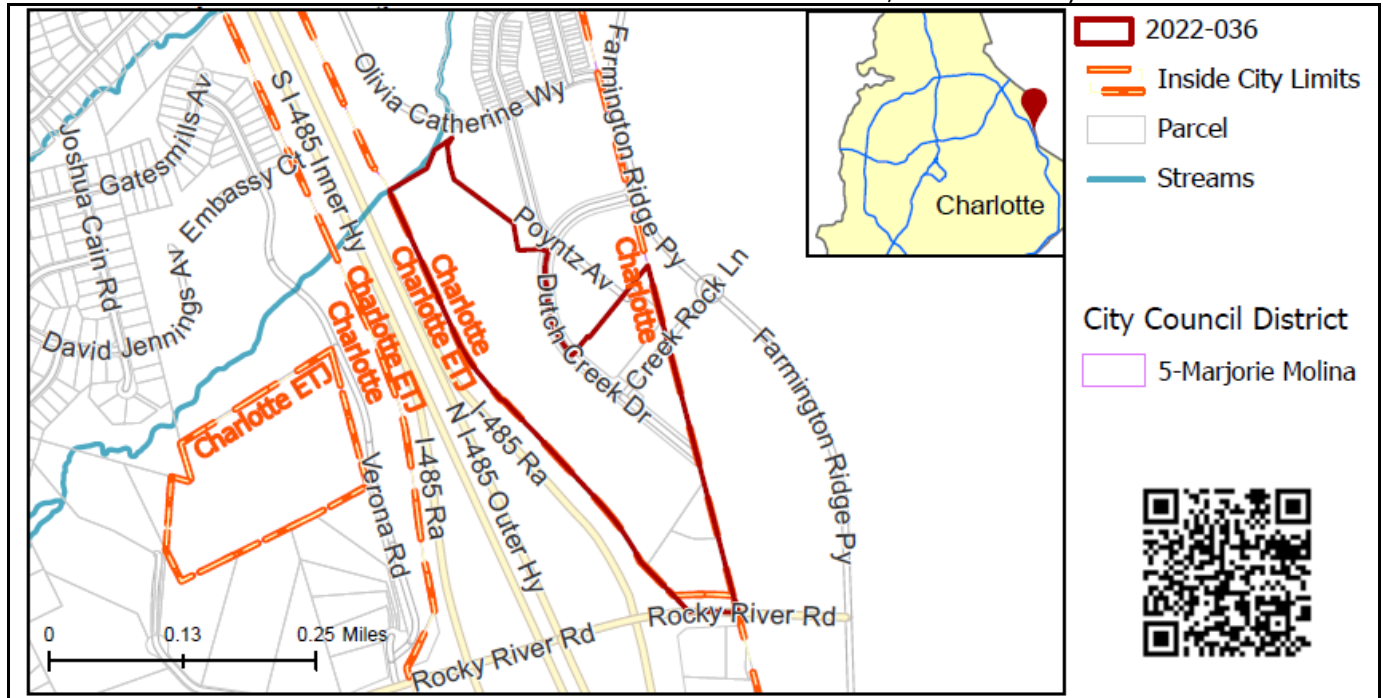 Olivia Catherine Wy
Farmington Ridge Py
S I-485 Inner Hy
Joshua Cain Rd
Gatesmills Av
Embassy Ct
David Jennings Av
Poyntz Av
Dutch Creek Dr
Creek Rock Ln
Charlotte
Charlotte
Charlotte ETJ
Charlotte ETJ
Charlotte
Charlotte ETJ
Farmington Ridge Py
N I-485 Outer Hy
I-485 Ra
I-485 Ra
Verona Rd
Rocky River Rd
Rocky River Rd
0 0.13 0.25 Miles
Charlotte
2022-036
Inside City Limits
Parcel
Streams
City Council District
5-Marjorie Molina